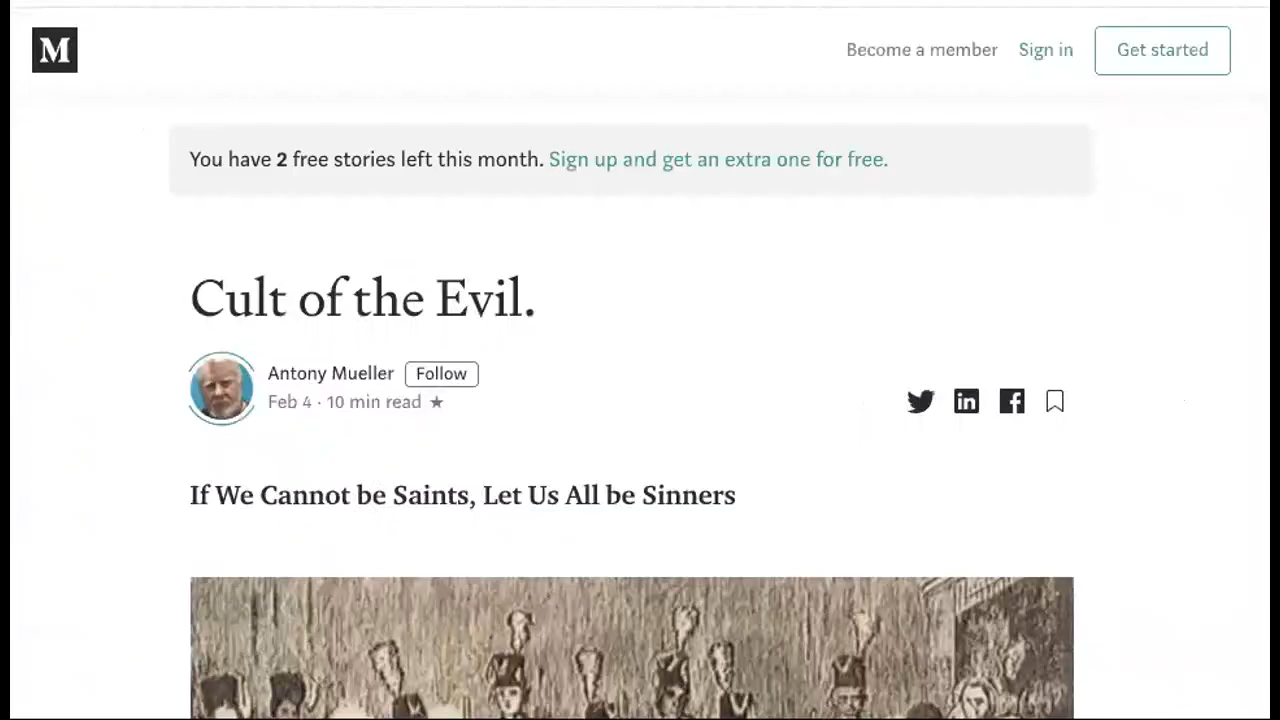 M
Become a member Sign in Get started
You have 2 free stories left this month. Sign up and get an extra one for free.
Cult of the Evil.
Antony Mueller Follow
Feb 4 · 10 min read ★
If We Cannot be Saints, Let Us All be Sinners